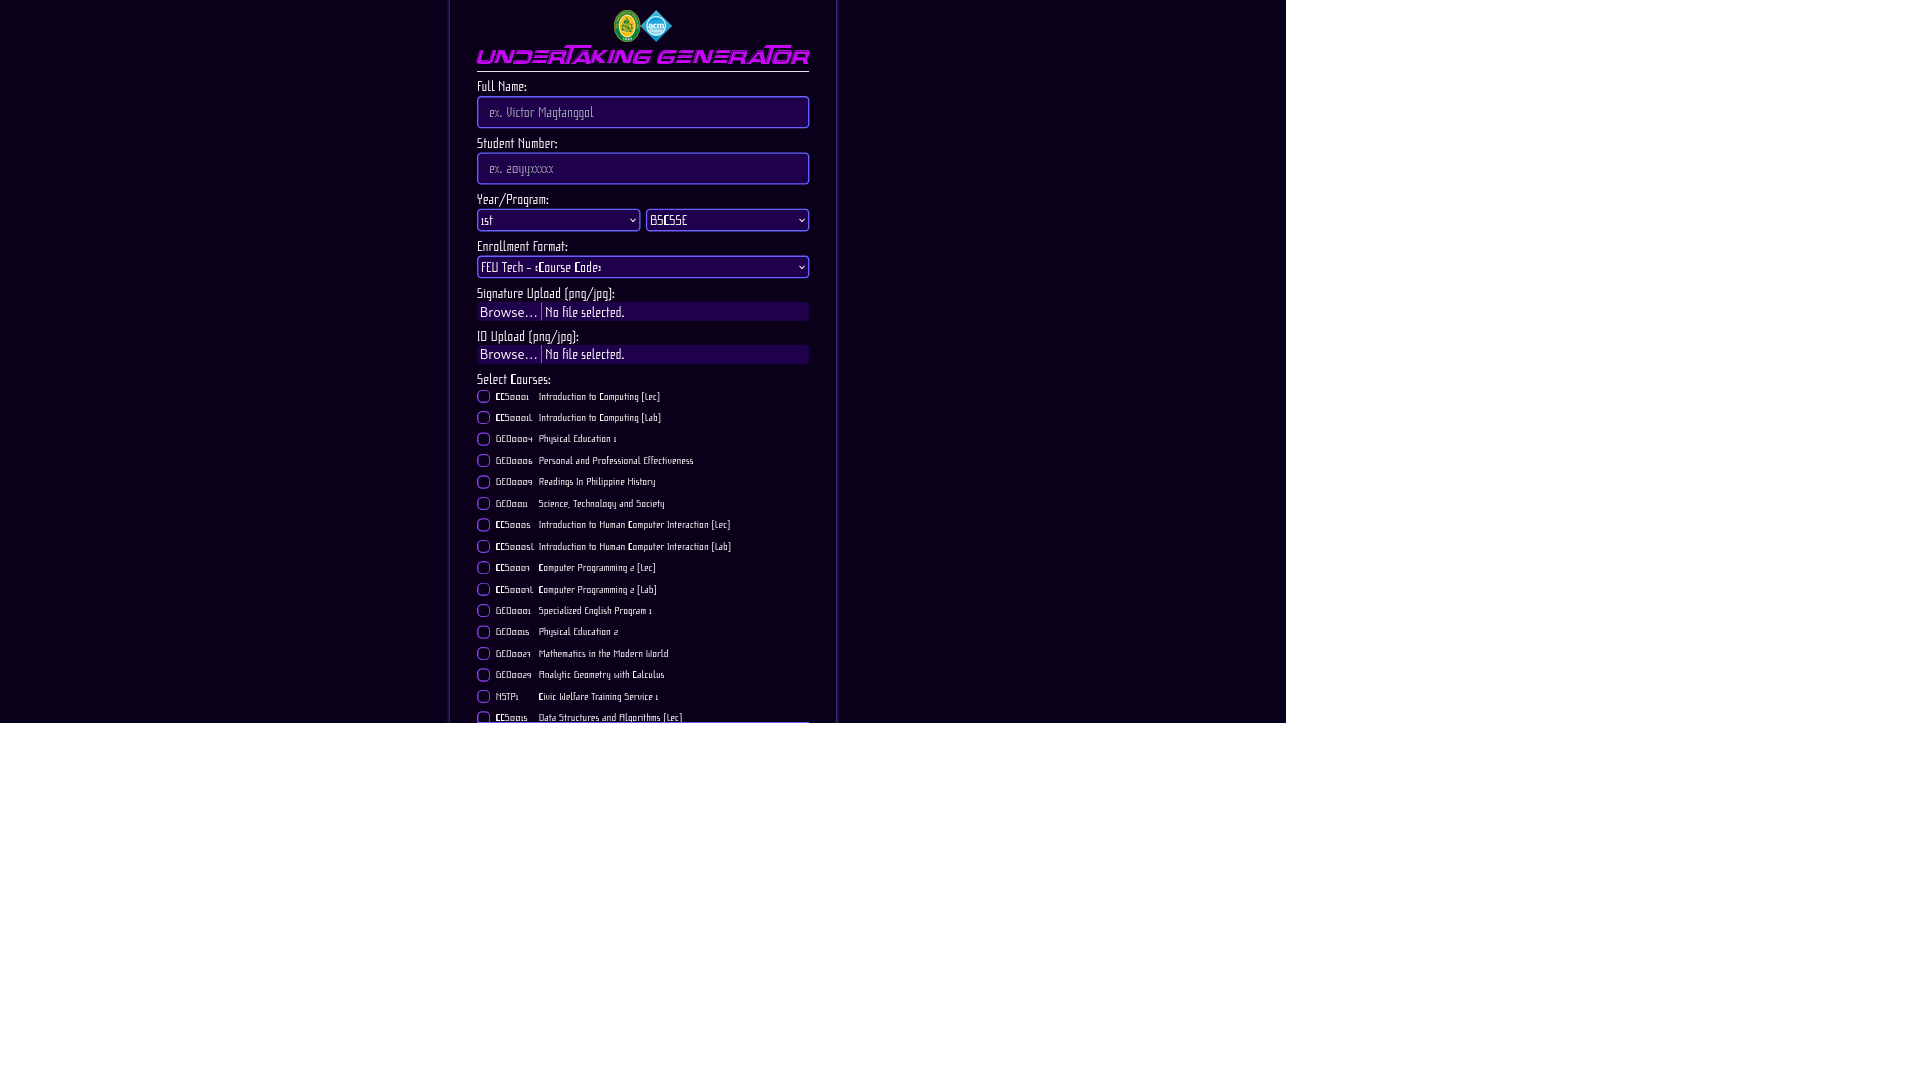 acm
UNDERTAKING GENERATOR
Full Name:
ex. Victor Magtanggol
Student Number:
ex. 20yyxxxxx
Year/Program:
1st
BSCSSE
Enrollment Format:
FEU Tech - <Course Code>
Signature Upload (png/jpg):
Browse... No file selected.
ID Upload (png/jpg):
Browse... No file selected.
Select Courses:
CCS0001 Introduction to Computing [Lec]
CCS0001L Introduction to Computing [Lab]
GED0004 Physical Education 1
GED0006 Personal and Professional Effectiveness
GED0009 Readings In Philippine History
GED0011 Science, Technology and Society
CCS0005 Introduction to Human Computer Interaction [Lec]
CCS0005L Introduction to Human Computer Interaction [Lab]
CCS0007 Computer Programming 2 [Lec]
CCS0007L Computer Programming 2 [Lab]
GED0001 Specialized English Program 1
GED0015 Physical Education 2
GED0027 Mathematics in the Modern World
GED0029 Analytic Geometry with Calculus
NSTP1 Civic Welfare Training Service 1
CCS0015 Data Structures and Algorithms [Lec]